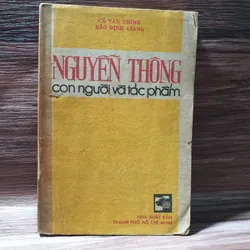 CA VĂN THỈNH
BẢO ĐỊNH GIANG
NGUYỄN THÔNG
con người và tác phẩm
NHÀ XUẤT BẢN
THÀNH PHỐ HỒ CHÍ MINH